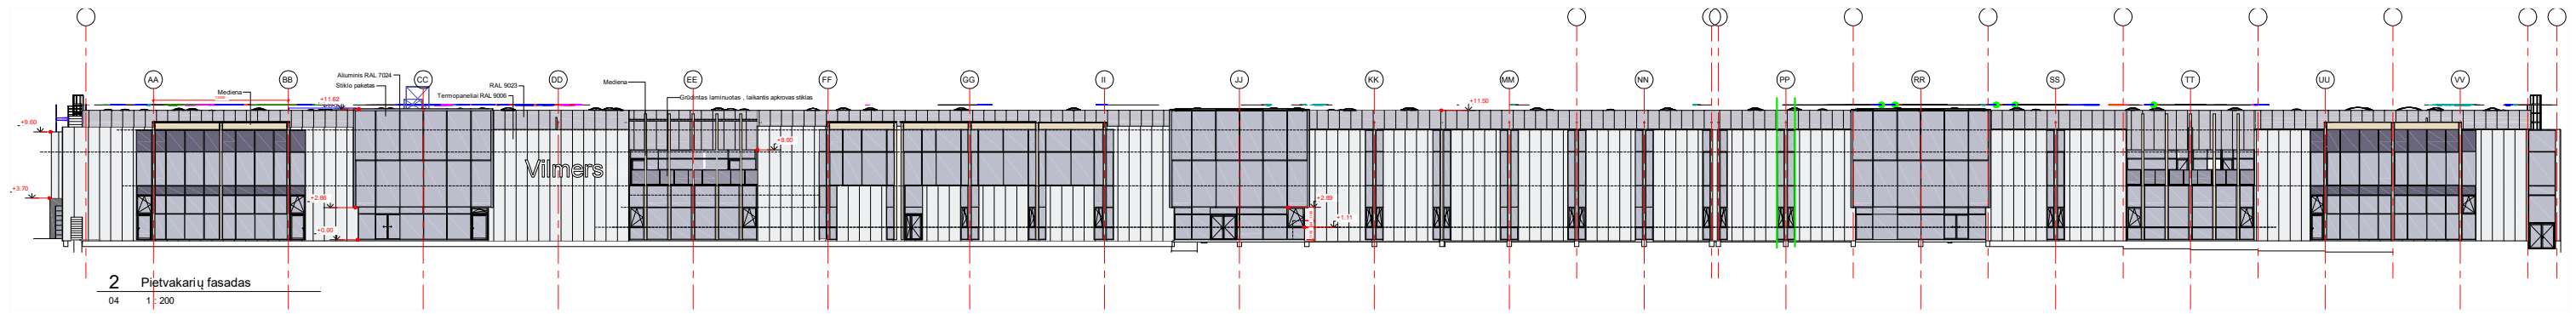 AA BB CC DD EE FF GG II JJ KK MM NN PP RR SS TT UU VV
Aliuminis RAL 7024
Stiklo paketas
RAL 9023
Mediena
Termopaneliai RAL 9006
Mediena
Grūdintas laminuotas , laikantis apkrovas stiklas
+11.62
+11.50
+9.60
+8.00
+3.70
+2.86
+2.89
+1.11
+0.00
Vilmers
2 Pietvakarių fasadas
04 1 : 200